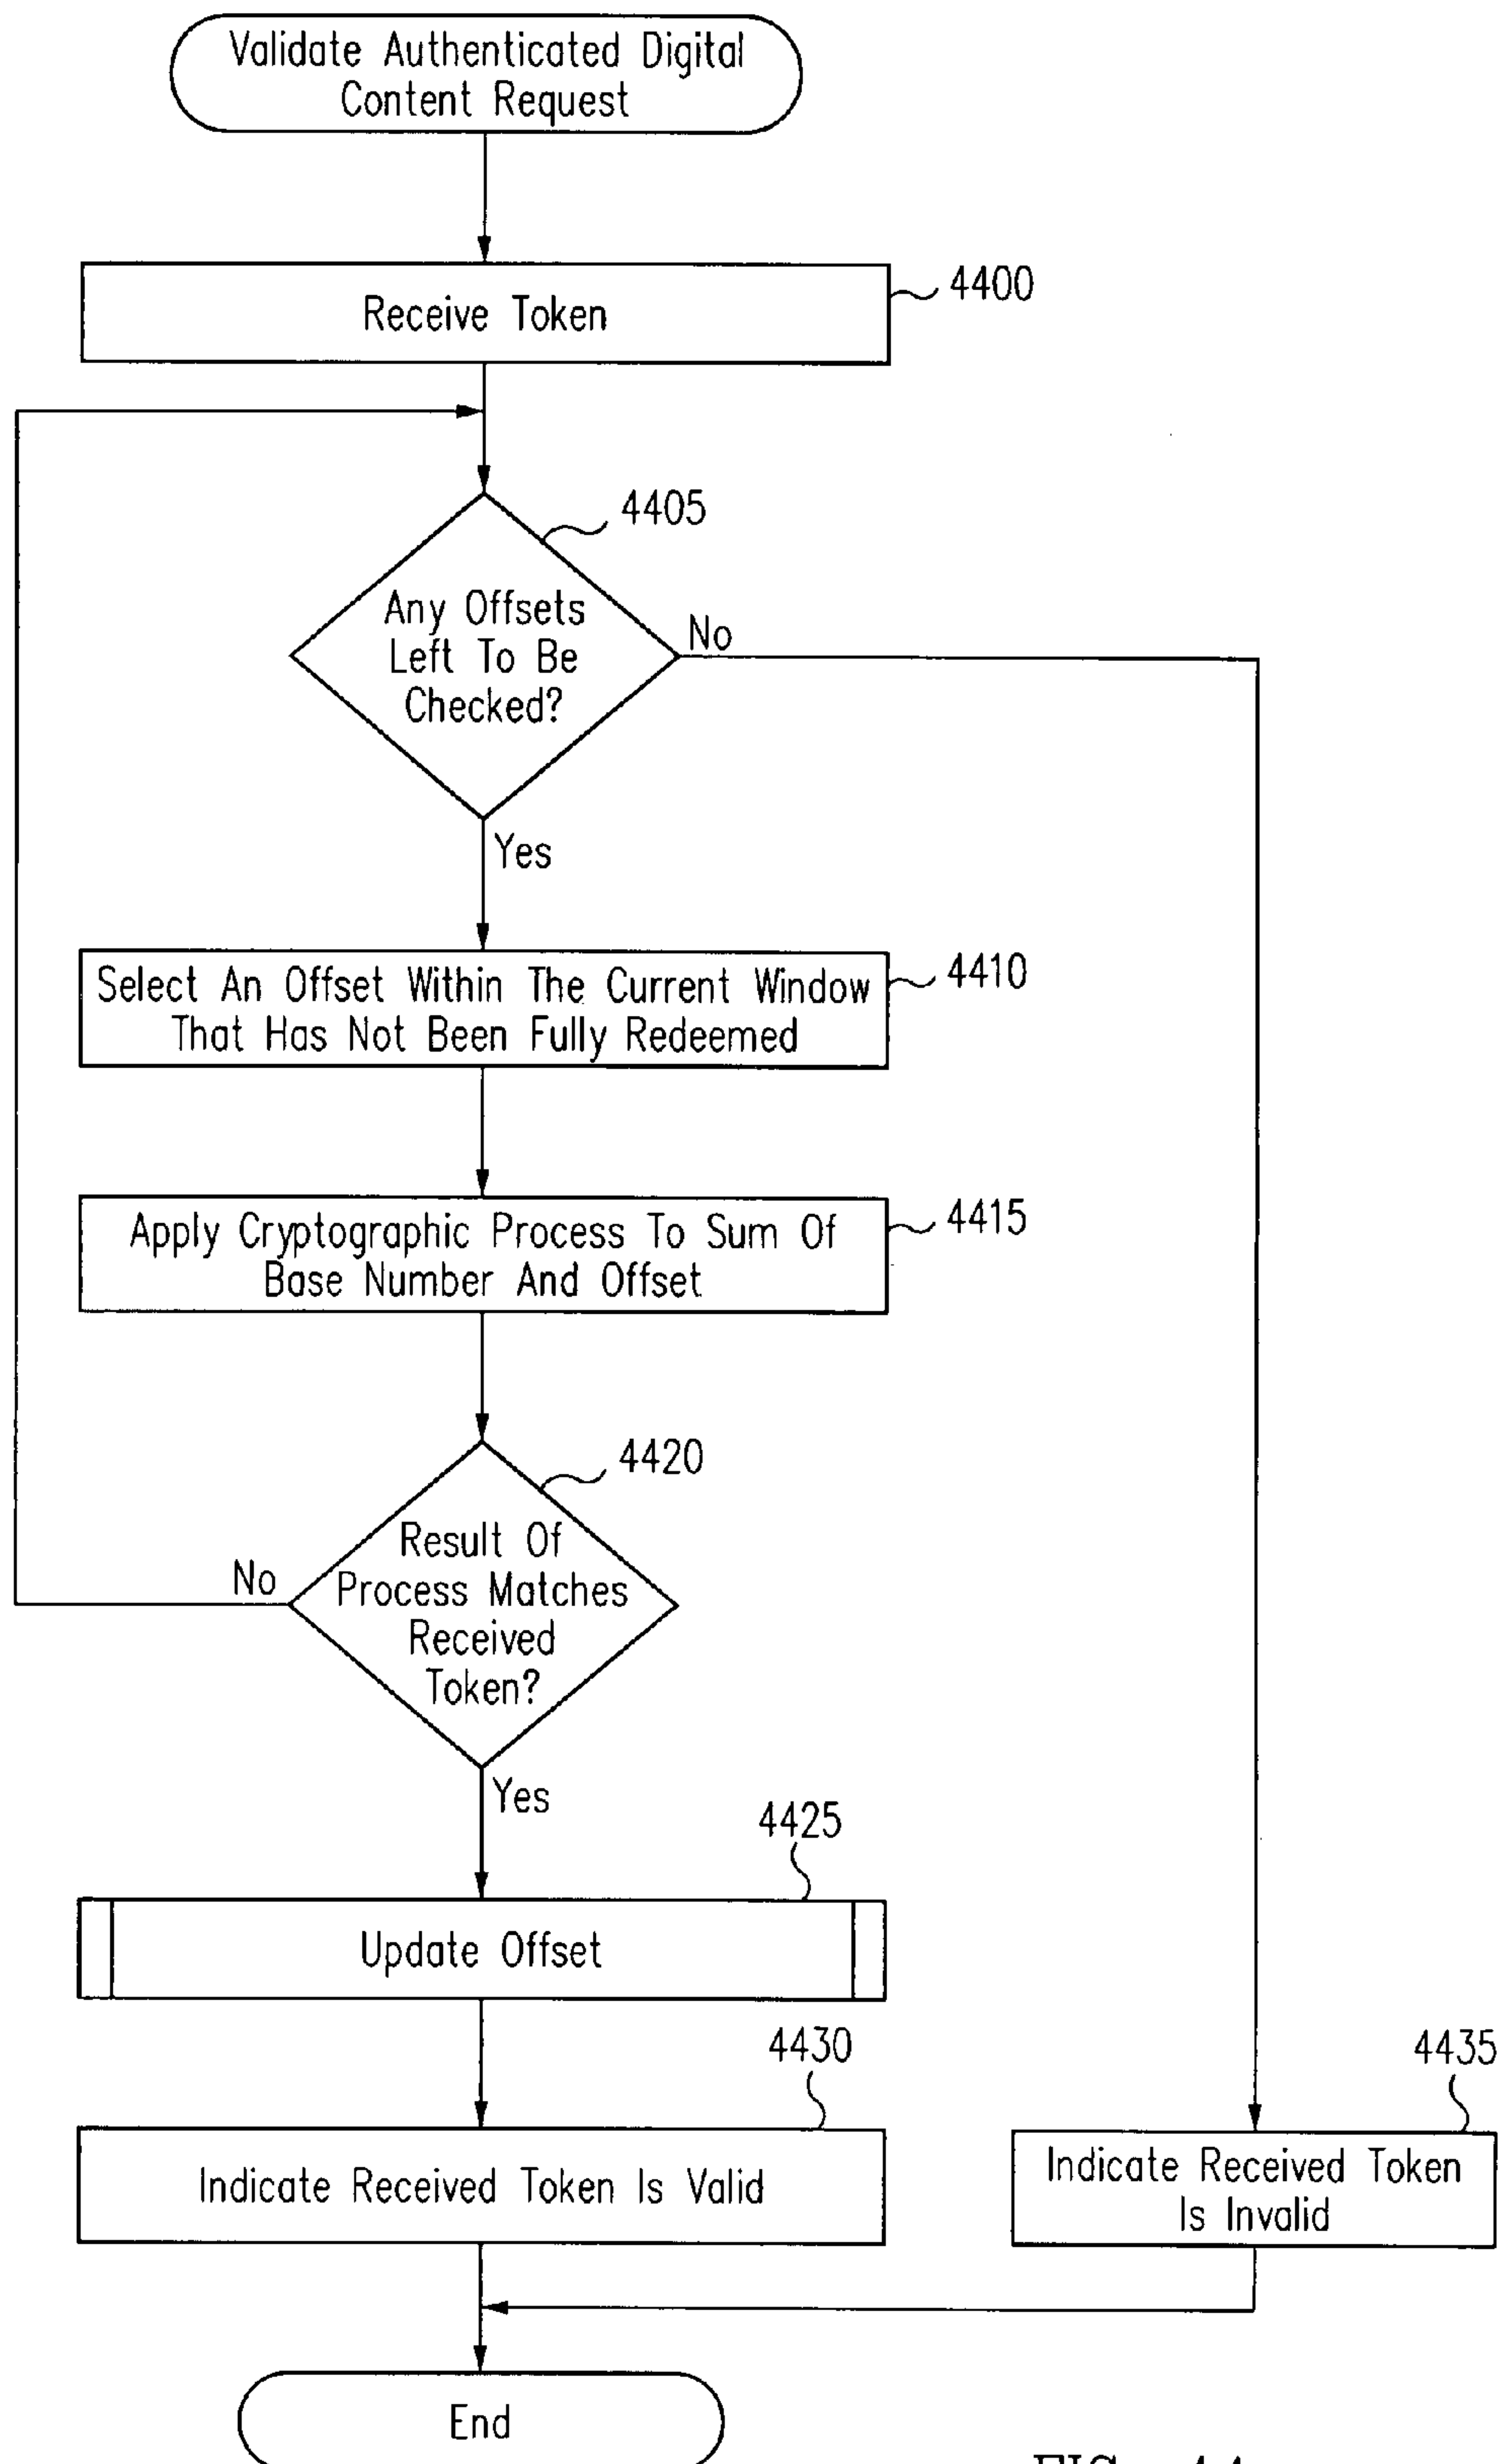 Validate Authenticated Digital
Content Request
Receive Token
4400
4405
Any Offsets
Left To Be
Checked?
No
Yes
Select An Offset Within The Current Window
That Has Not Been Fully Redeemed
4410
Apply Cryptographic Process To Sum Of
Base Number And Offset
4415
4420
Result Of
Process Matches
Received
Token?
No
Yes
4425
Update Offset
4430
Indicate Received Token Is Valid
4435
Indicate Received Token
Is Invalid
End